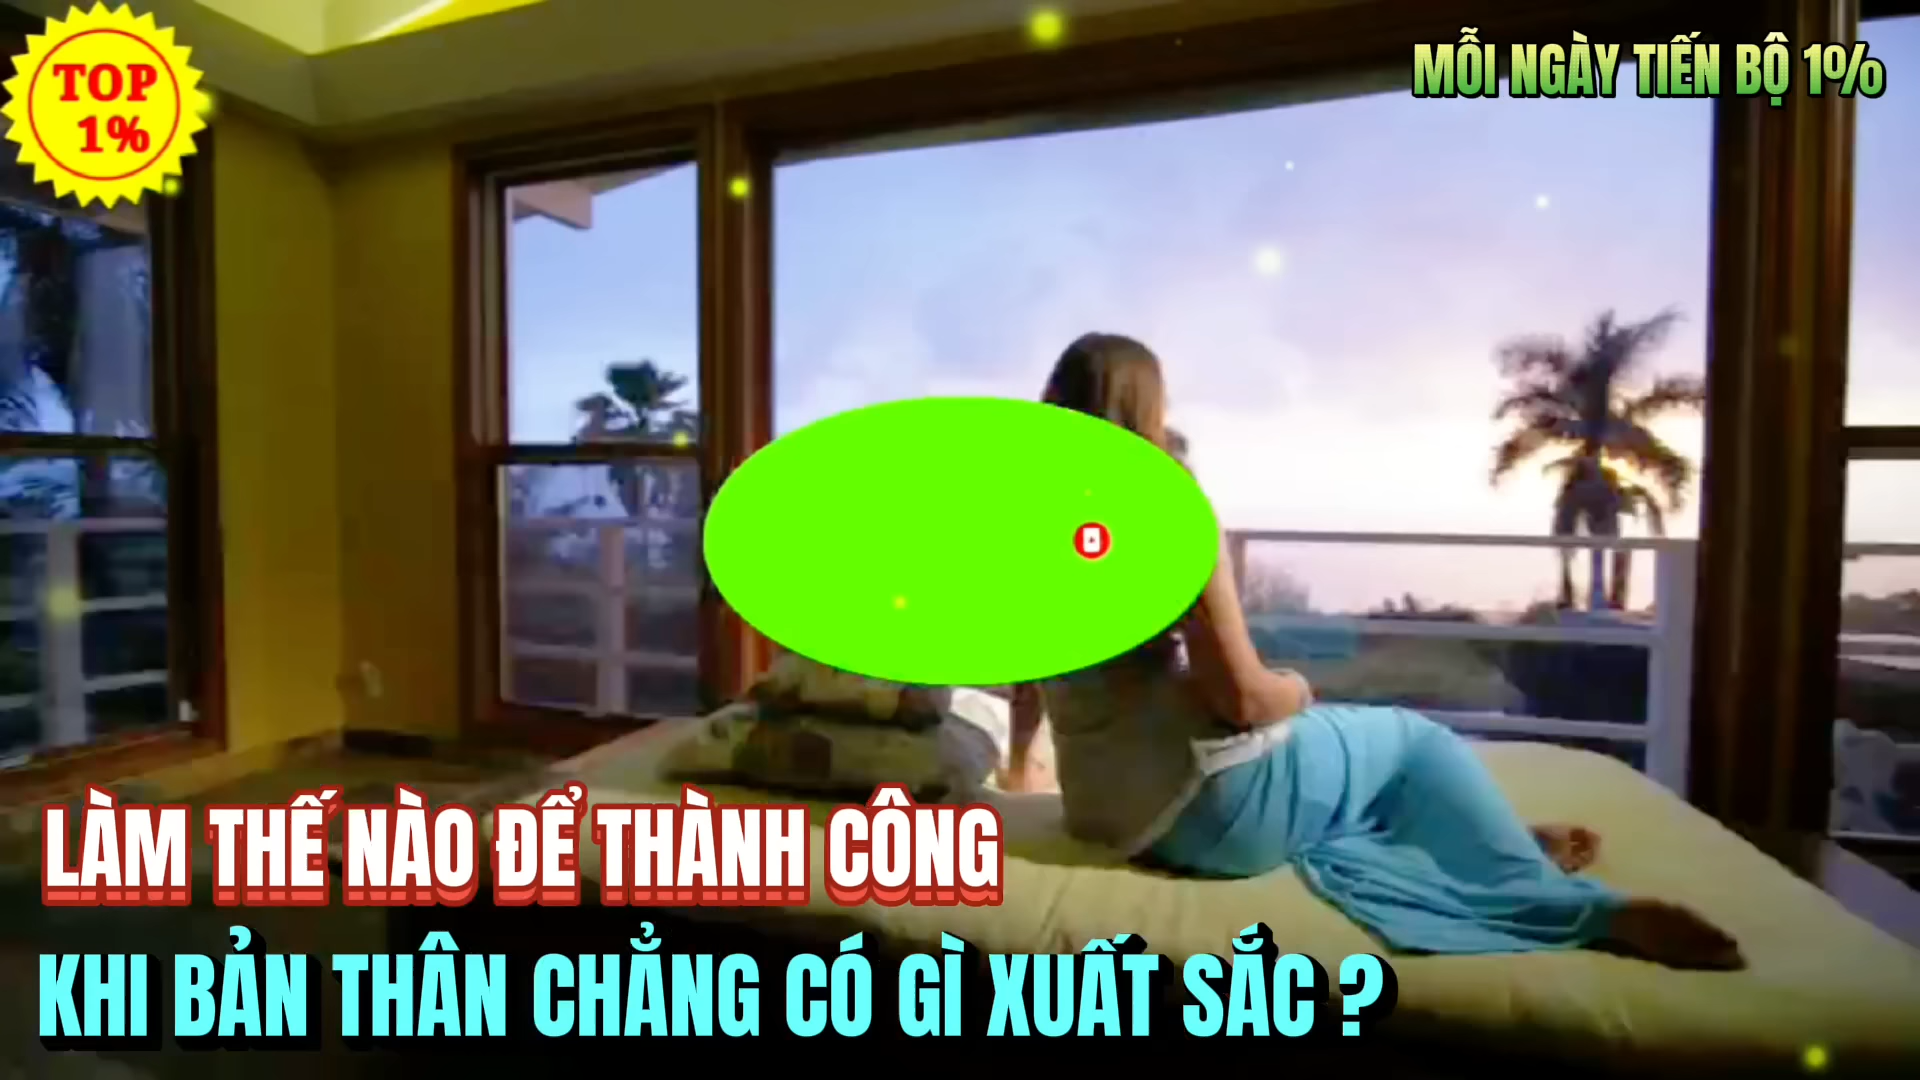 TOP
1%
MỖI NGÀY TIẾN BỘ 1%
LÀM THẾ NÀO ĐỂ THÀNH CÔNG
KHI BẢN THÂN CHẲNG CÓ GÌ XUẤT SẮC ?